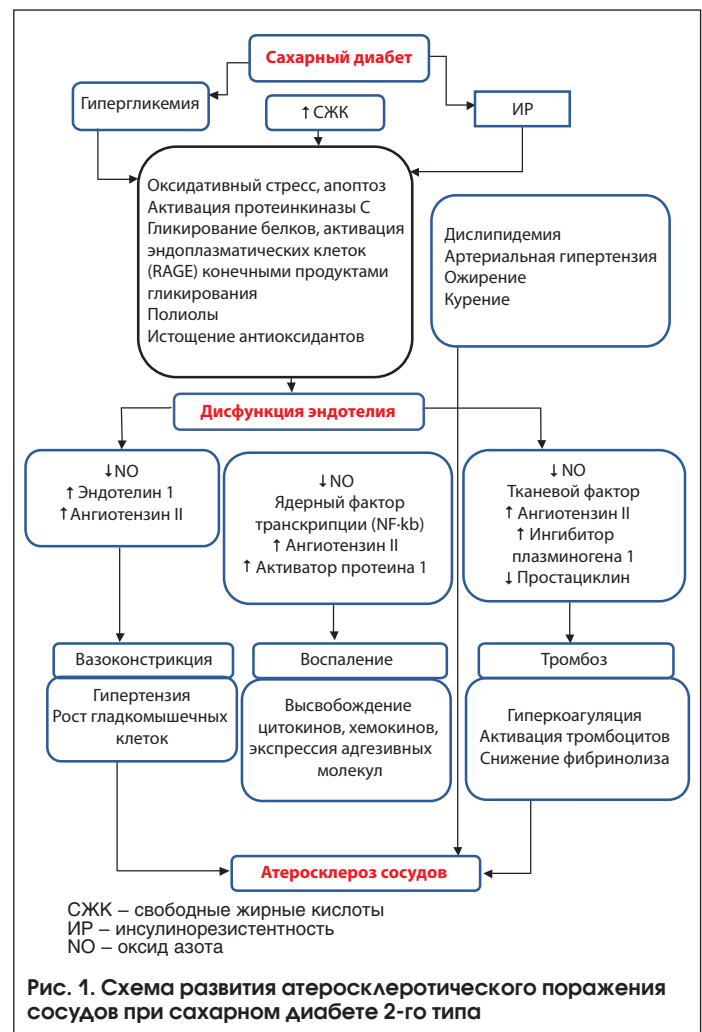 Сахарный диабет
Гипергликемия
↑ СЖК
ИР
Оксидативный стресс, апоптоз
Активация протеинкиназы С
Гликирование белков, активация
эндоплазматических клеток
(RAGE) конечными продуктами
гликирования
Полиолы
Истощение антиоксидантов
Дислипидемия
Артериальная гипертензия
Ожирение
Курение
Дисфункция эндотелия
↓NO
↑ Эндотелин 1
↑ Ангиотензин II
↓NO
Ядерный фактор
транскрипции (NF-kb)
↑ Ангиотензин II
↑ Активатор протеина 1
↓ NO
Тканевой фактор
↑ Ангиотензин II
↑ Ингибитор
плазминогена 1
↓ Простациклин
Вазоконстрикция
Гипертензия
Рост гладкомышечных
клеток
Воспаление
Высвобождение
цитокинов, хемокинов,
экспрессия адгезивных
молекул
Тромбоз
Гиперкоагуляция
Активация тромбоцитов
Снижение фибринолиза
Атеросклероз сосудов
СЖК – свободные жирные кислоты
ИР – инсулинорезистентность
NO – оксид азота
Рис. 1. Схема развития атеросклеротического поражения
сосудов при сахарном диабете 2-го типа